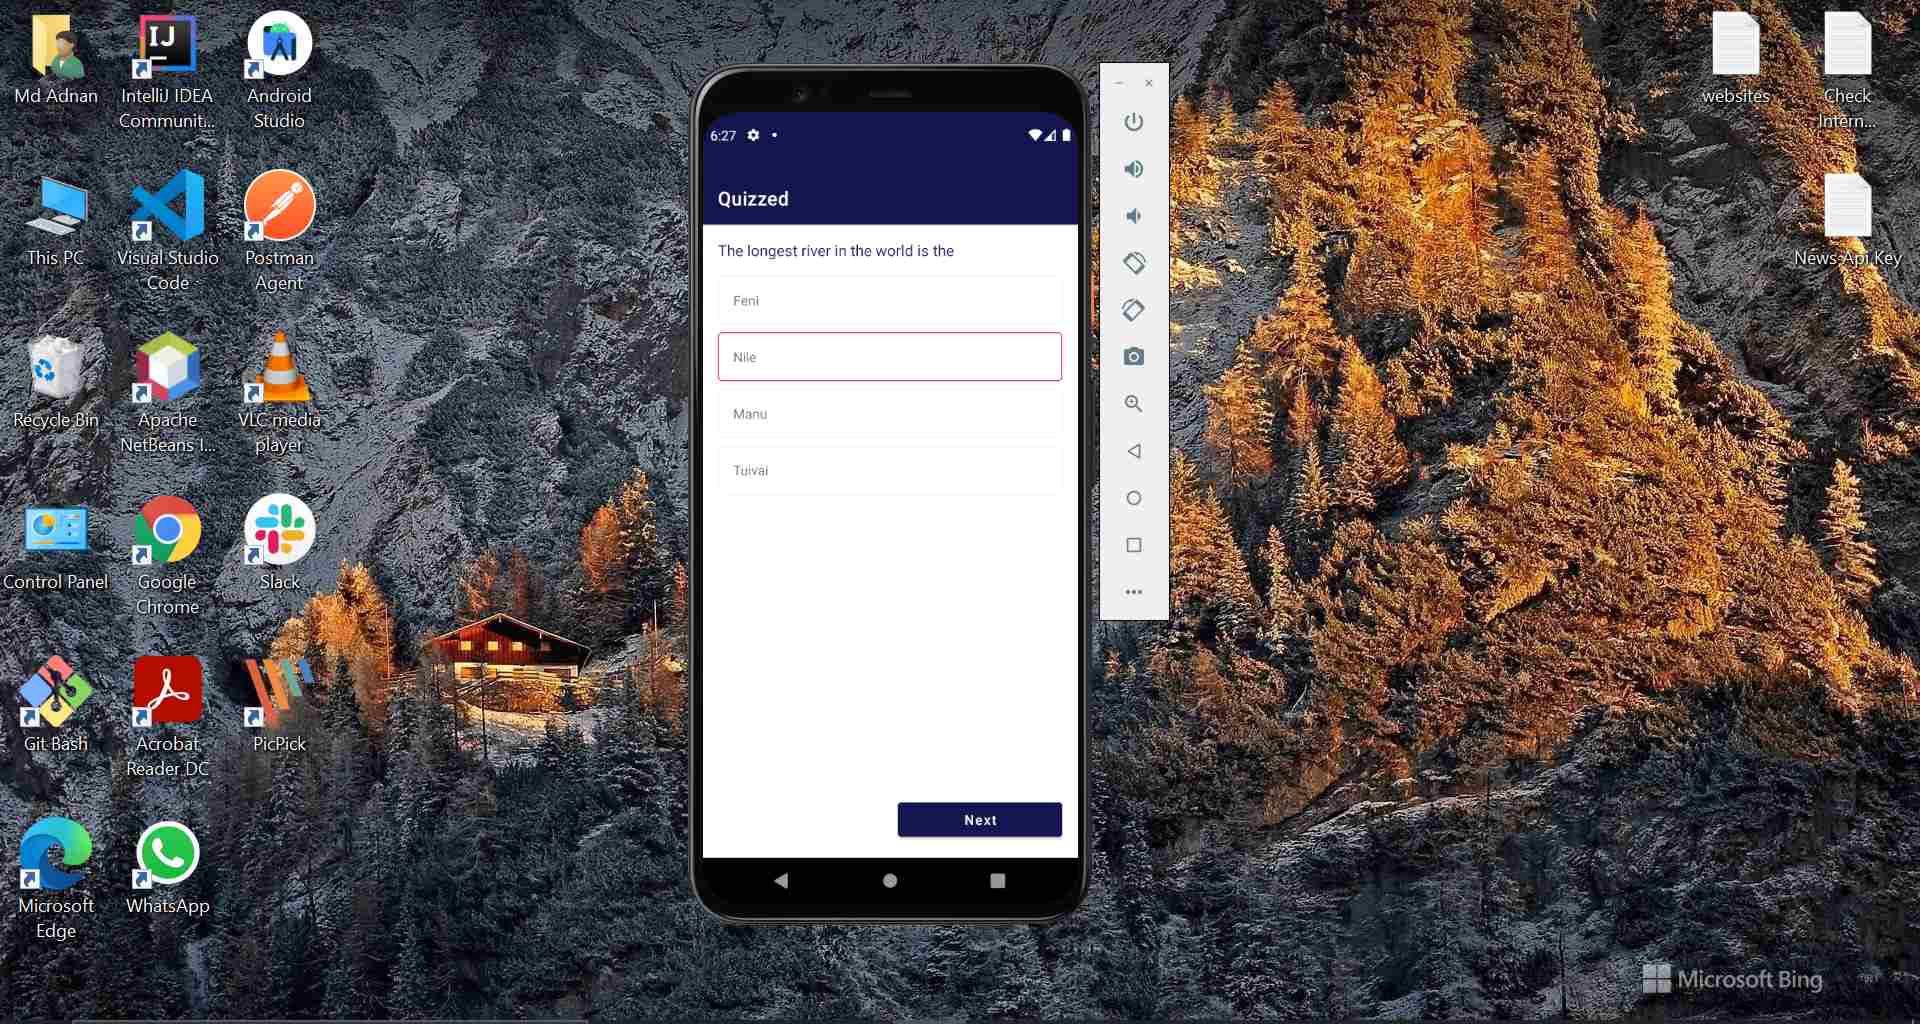 Md Adnan
IntelliJ IDEA
Communit...
Android
Studio
This PC
Visual Studio
Code
Postman
Agent
Recycle Bin
Apache
NetBeans I...
VLC media
player
Control Panel
Google
Chrome
Slack
Git Bash
Acrobat
Reader DC
PicPick
Microsoft
Edge
WhatsApp
6:27
Quizzed
The longest river in the world is the
Feni
Nile
Manu
Tuivai
Next
websites
Check
Intern...
News Api Key
IJ
Microsoft Bing